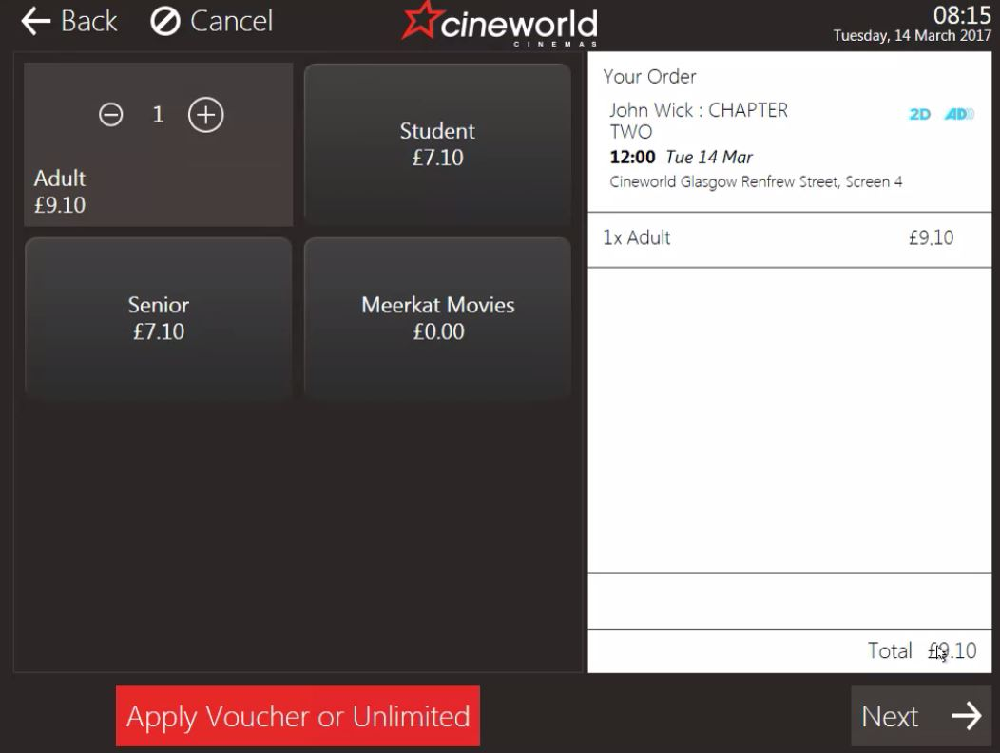 Back
Cancel
cineworld
CINEMAS
08:15
Tuesday, 14 March 2017
1
Adult
£9.10
Student
£7.10
Senior
£7.10
Meerkat Movies
£0.00
Your Order
John Wick : CHAPTER
TWO
2D AD
12:00 Tue 14 Mar
Cineworld Glasgow Renfrew Street, Screen 4
1x Adult £9.10
Total £9.10
Apply Voucher or Unlimited
Next